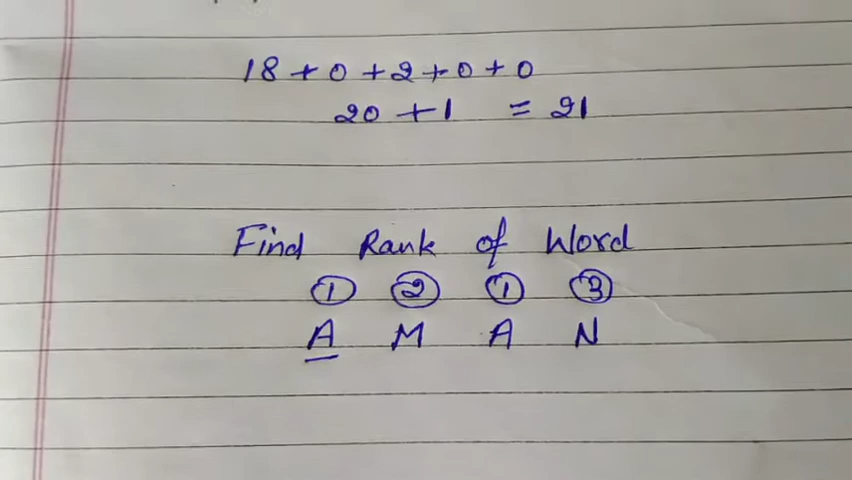 18 + 0 + 2 + 0 + 0
20 + 1 = 21
Find Rank of Word
1 2 1 3
A M A N